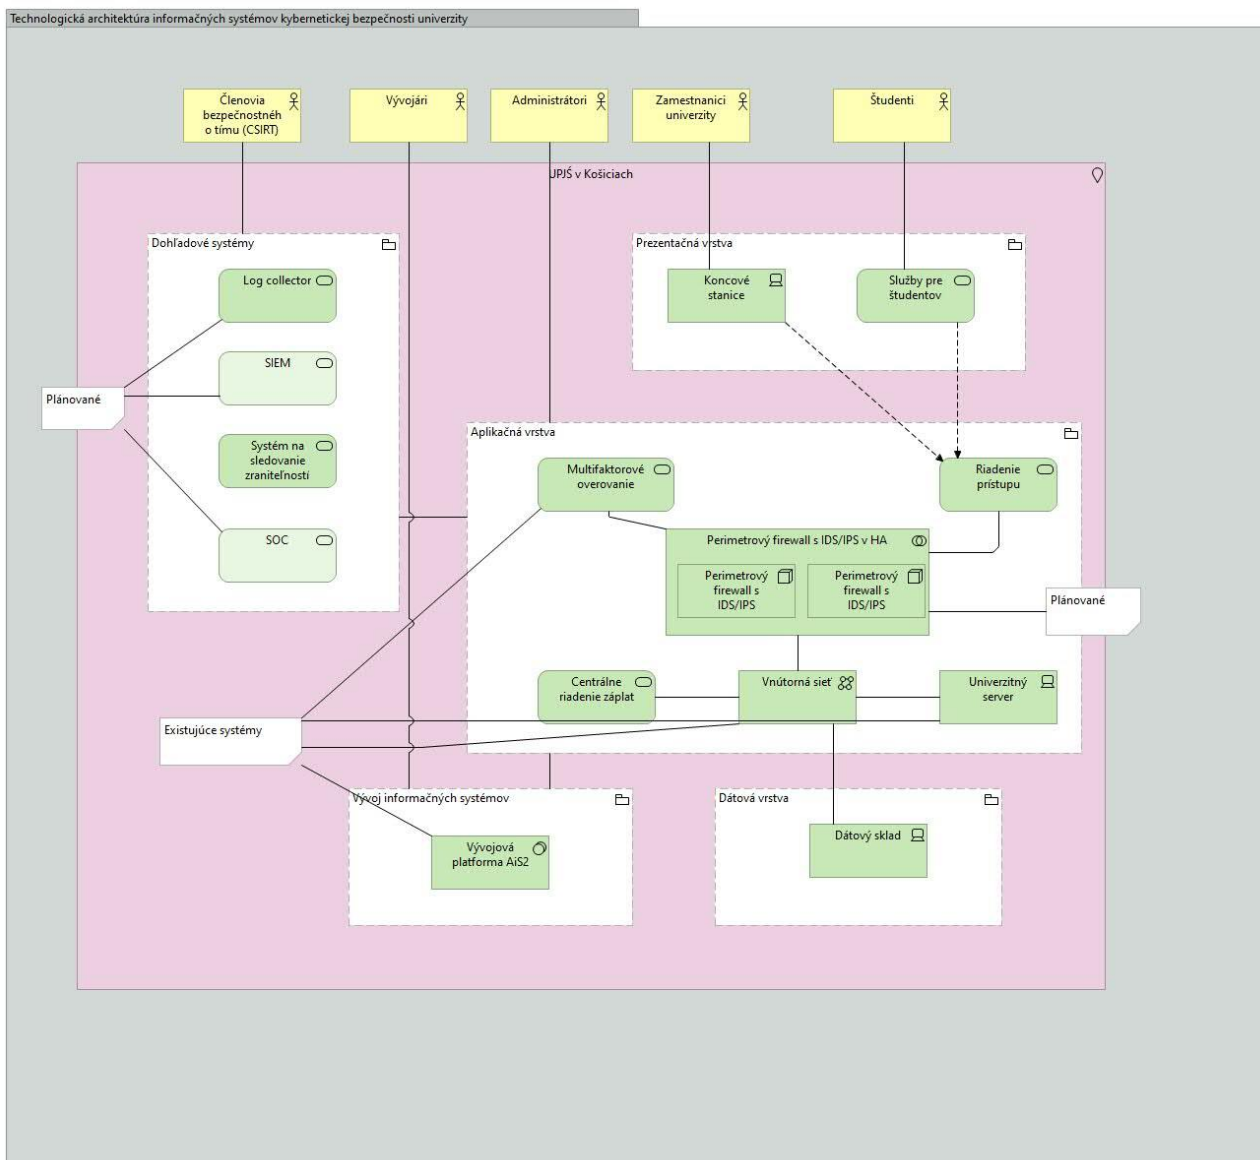 Technologická architektúra informačných systémov kybernetickej bezpečnosti univerzity
Členovia
bezpečnostnéh
o tímu (CSIRT)
Vývojári
Administrátori
Zamestnanici
univerzity
Študenti
UPJŠ v Košiciach
Dohľadové systémy
Log collector
SIEM
Systém na
sledovanie
zraniteľností
SOC
Plánované
Prezentačná vrstva
Koncové
stanice
Služby pre
študentov
Aplikačná vrstva
Multifaktorové
overovanie
Riadenie
prístupu
Perimetrový firewall s IDS/IPS v HA
Perimetrový
firewall s
IDS/IPS
Perimetrový
firewall s
IDS/IPS
Plánované
Centrálne
riadenie záplat
Vnútorná sieť
Univerzitný
server
Existujúce systémy
Vývoj informačných systémov
Vývojová
platforma AiS2
Dátová vrstva
Dátový sklad